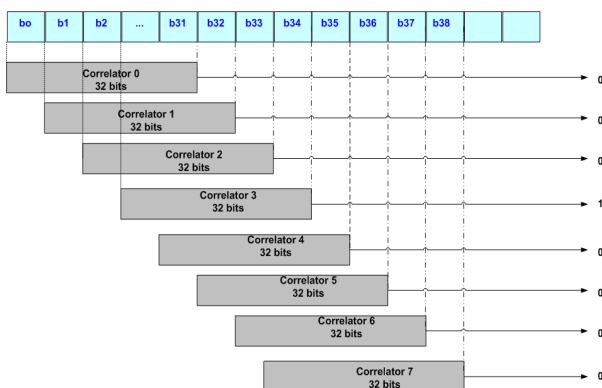 bo b1 b2 ... b31 b32 b33 b34 b35 b36 b37 b38
Correlator 0
32 bits
0
Correlator 1
32 bits
0
Correlator 2
32 bits
0
Correlator 3
32 bits
1
Correlator 4
32 bits
0
Correlator 5
32 bits
0
Correlator 6
32 bits
0
Correlator 7
32 bits
0